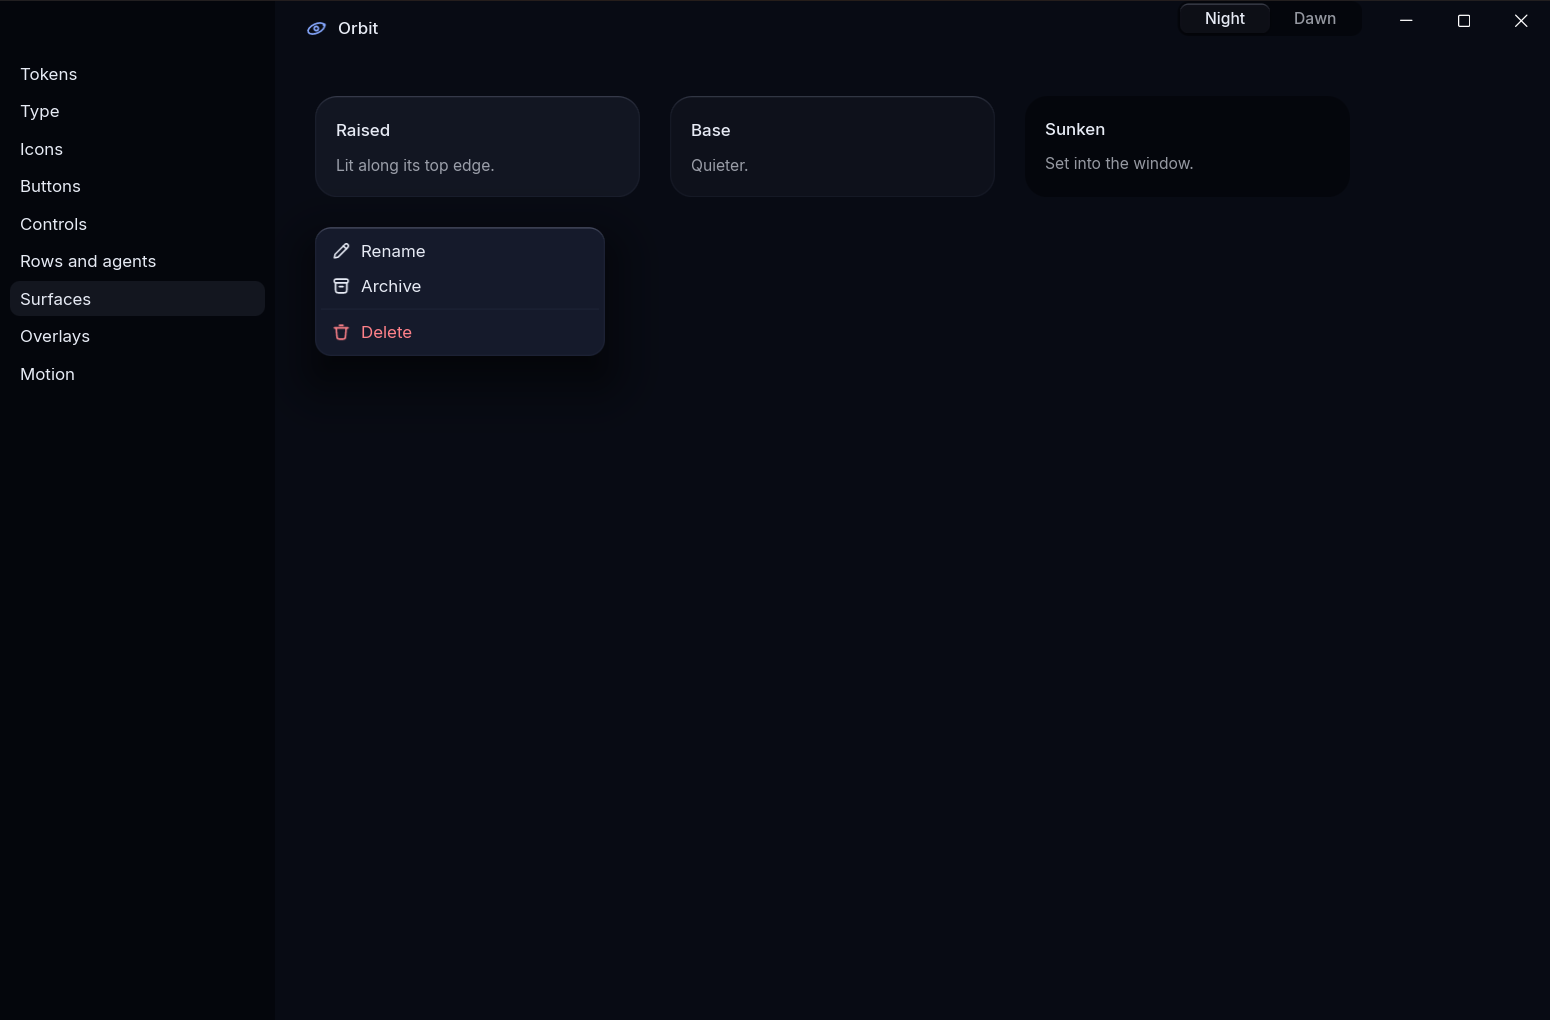 Orbit
Night
Dawn
Tokens
Type
Icons
Buttons
Controls
Rows and agents
Surfaces
Overlays
Motion
Raised
Lit along its top edge.
Base
Quieter.
Sunken
Set into the window.
Rename
Archive
Delete